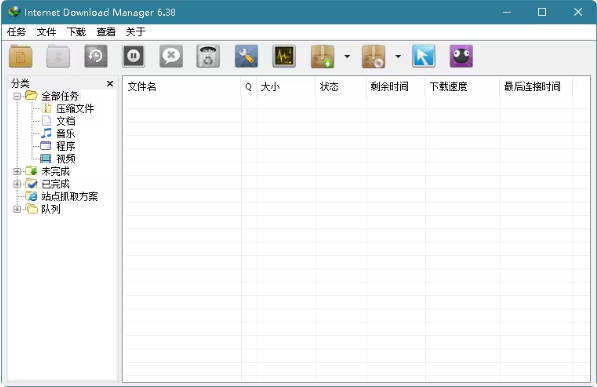 Internet Download Manager 6.38
任务 文件 下载 查看 关于
分类
全部任务
压缩文件
文档
音乐
程序
视频
未完成
已完成
站点抓取方案
队列
文件名 Q 大小 状态 剩余时间 下载速度 最后连接时间